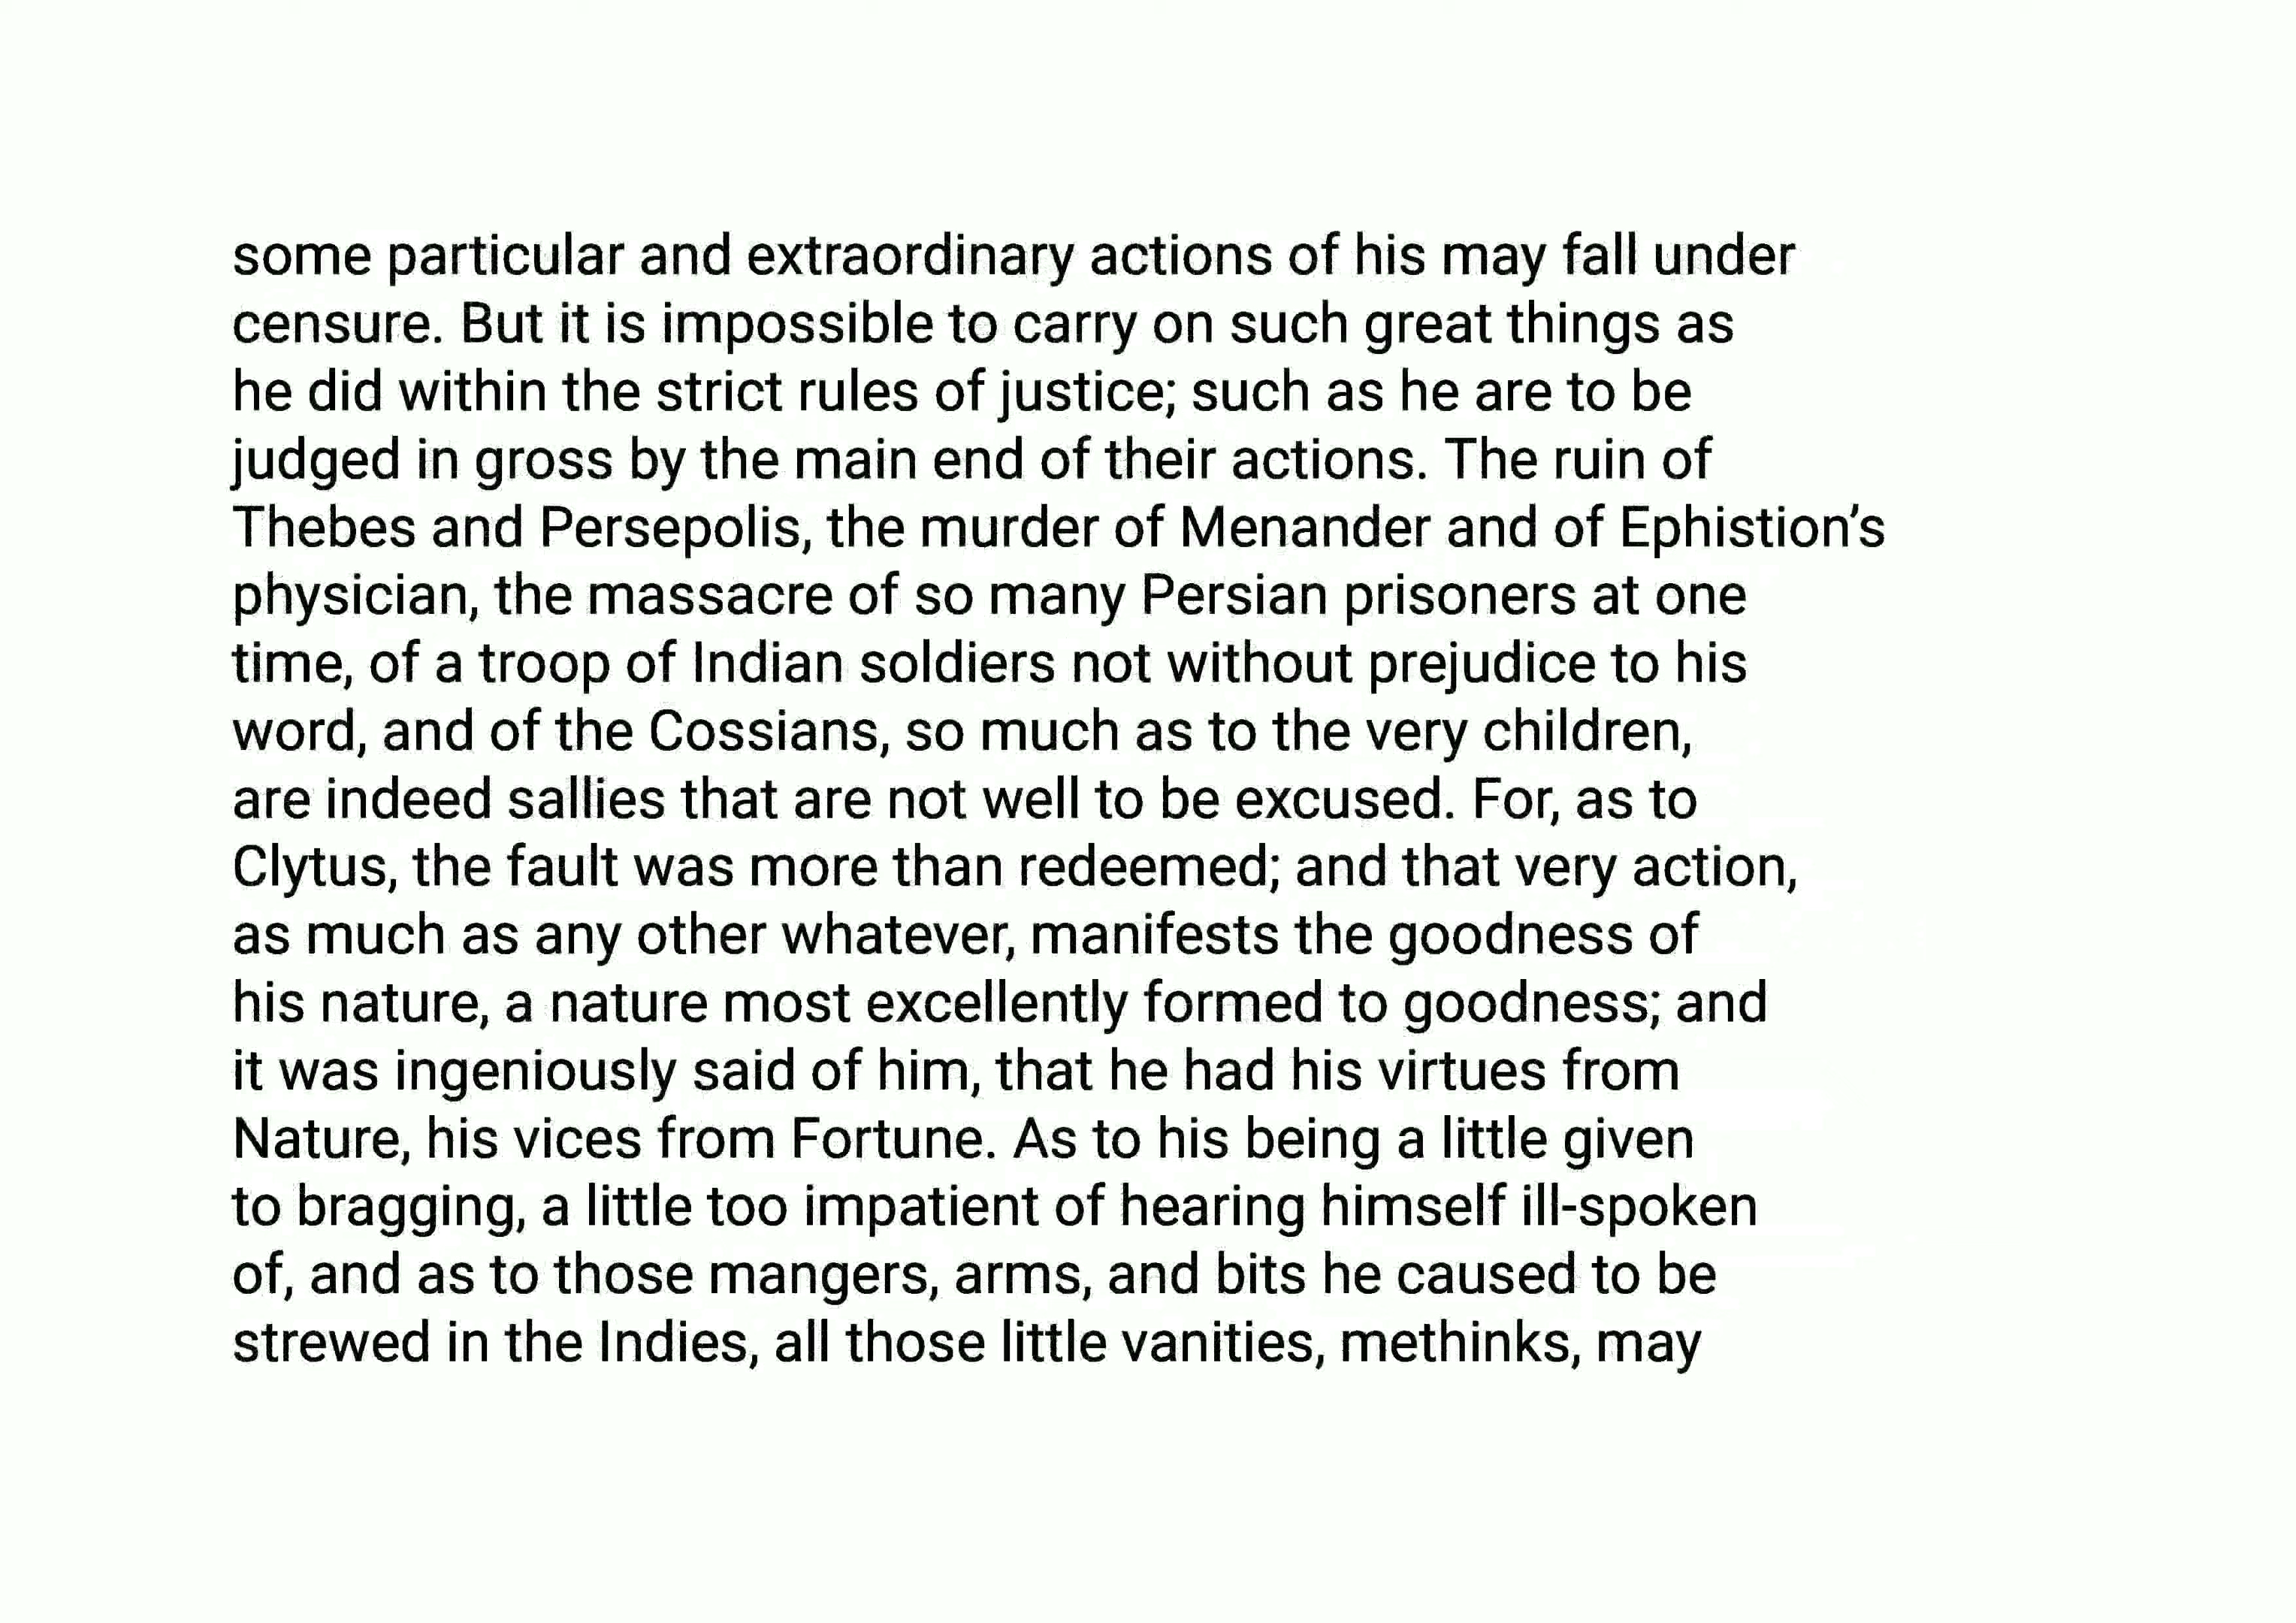 some particular and extraordinary actions of his may fall under
censure. But it is impossible to carry on such great things as
he did within the strict rules of justice; such as he are to be
judged in gross by the main end of their actions. The ruin of
Thebes and Persepolis, the murder of Menander and of Ephistion’s
physician, the massacre of so many Persian prisoners at one
time, of a troop of Indian soldiers not without prejudice to his
word, and of the Cossians, so much as to the very children,
are indeed sallies that are not well to be excused. For, as to
Clytus, the fault was more than redeemed; and that very action,
as much as any other whatever, manifests the goodness of
his nature, a nature most excellently formed to goodness; and
it was ingeniously said of him, that he had his virtues from
Nature, his vices from Fortune. As to his being a little given
to bragging, a little too impatient of hearing himself ill-spoken
of, and as to those mangers, arms, and bits he caused to be
strewed in the Indies, all those little vanities, methinks, may